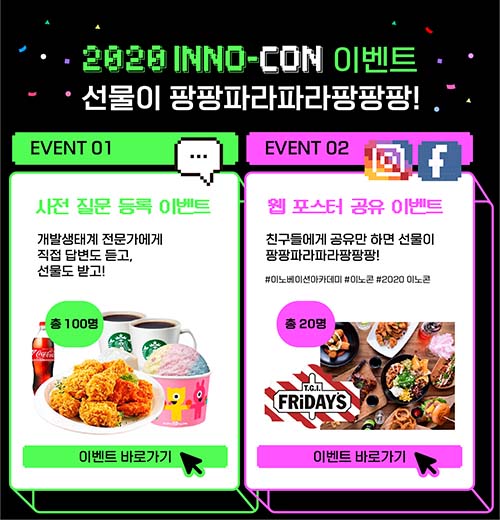 2020 INNO-CON 이벤트
선물이 팡팡파라파라팡팡팡!
EVENT 01
...
사전 질문 등록 이벤트
개발생태계 전문가에게
직접 답변도 듣고,
선물도 받고!
총 100명
Coca-Cola
이벤트 바로가기
EVENT 02
웹 포스터 공유 이벤트
친구들에게 공유만 하면 선물이
팡팡파라파라팡팡팡!
#이노베이션아카데미 #이노콘 #2020 이노콘
총 20명
T.G.I.
FRiDAY'S
이벤트 바로가기